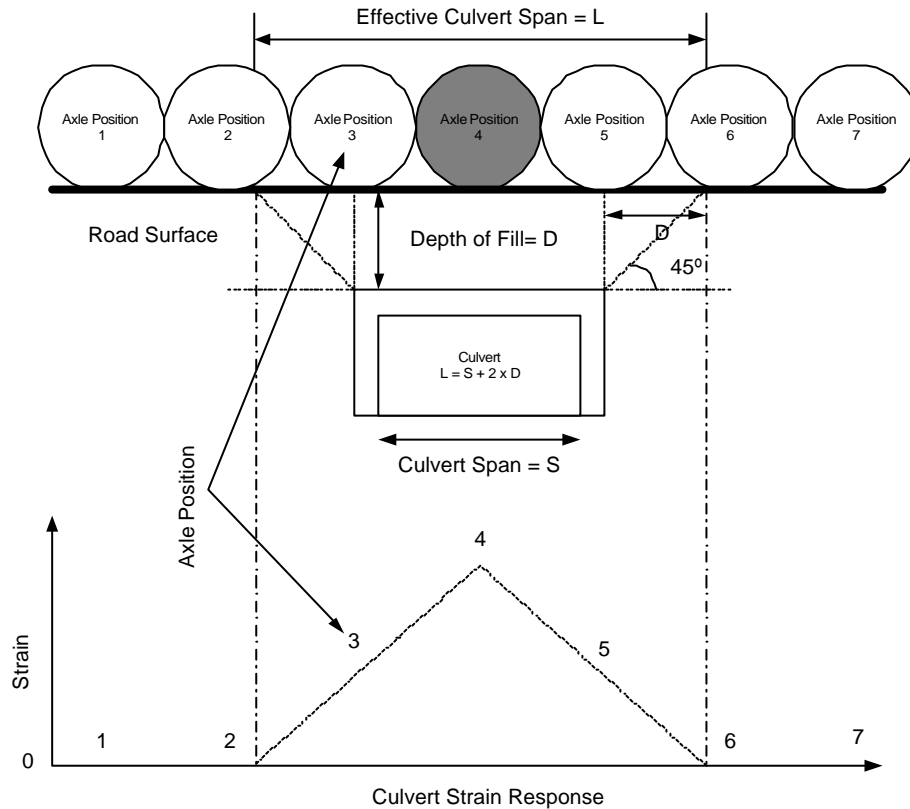 Effective Culvert Span = L
Axle Position
1
Axle Position
2
Axle Position
3
Axle Position
4
Axle Position
5
Axle Position
6
Axle Position
7
Road Surface
Depth of Fill= D
D
45º
Culvert
L = S + 2 x D
Culvert Span = S
Axle Position
4
3
5
Strain
1
2
6
7
0
Culvert Strain Response